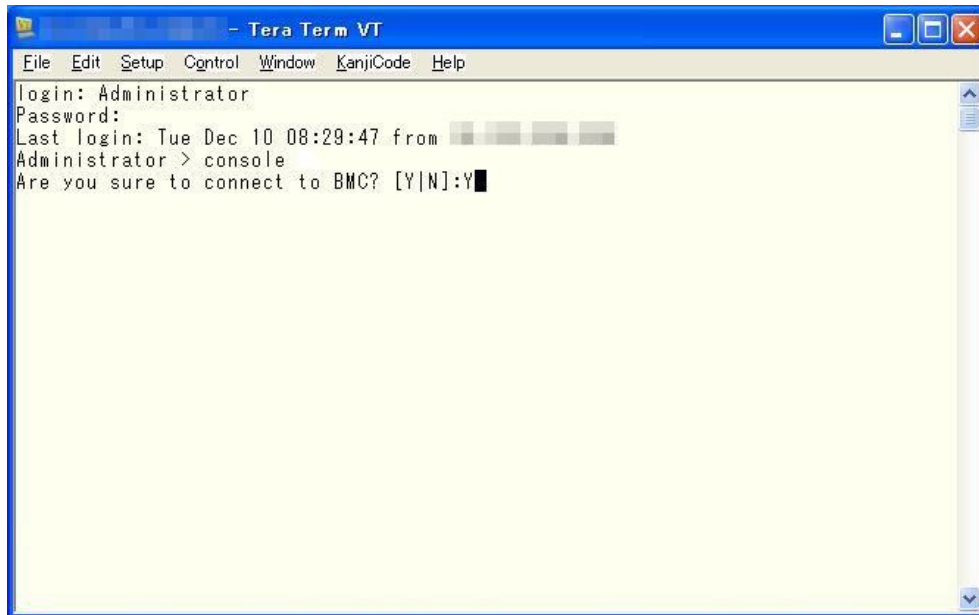 - Tera Term VT
File Edit Setup Control Window KanjiCode Help
login: Administrator
Password:
Last login: Tue Dec 10 08:29:47 from
Administrator > console
Are you sure to connect to BMC? [Y|N]:Y